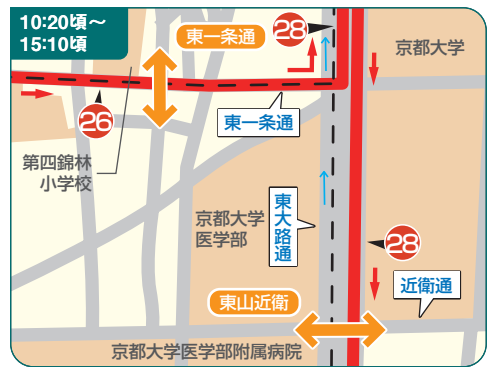 10:20頃～
15:10頃
東一条通
28
京都大学
26
東一条通
第四錦林
小学校
東大路通
京都大学
医学部
28
近衛通
東山近衛
京都大学医学部附属病院